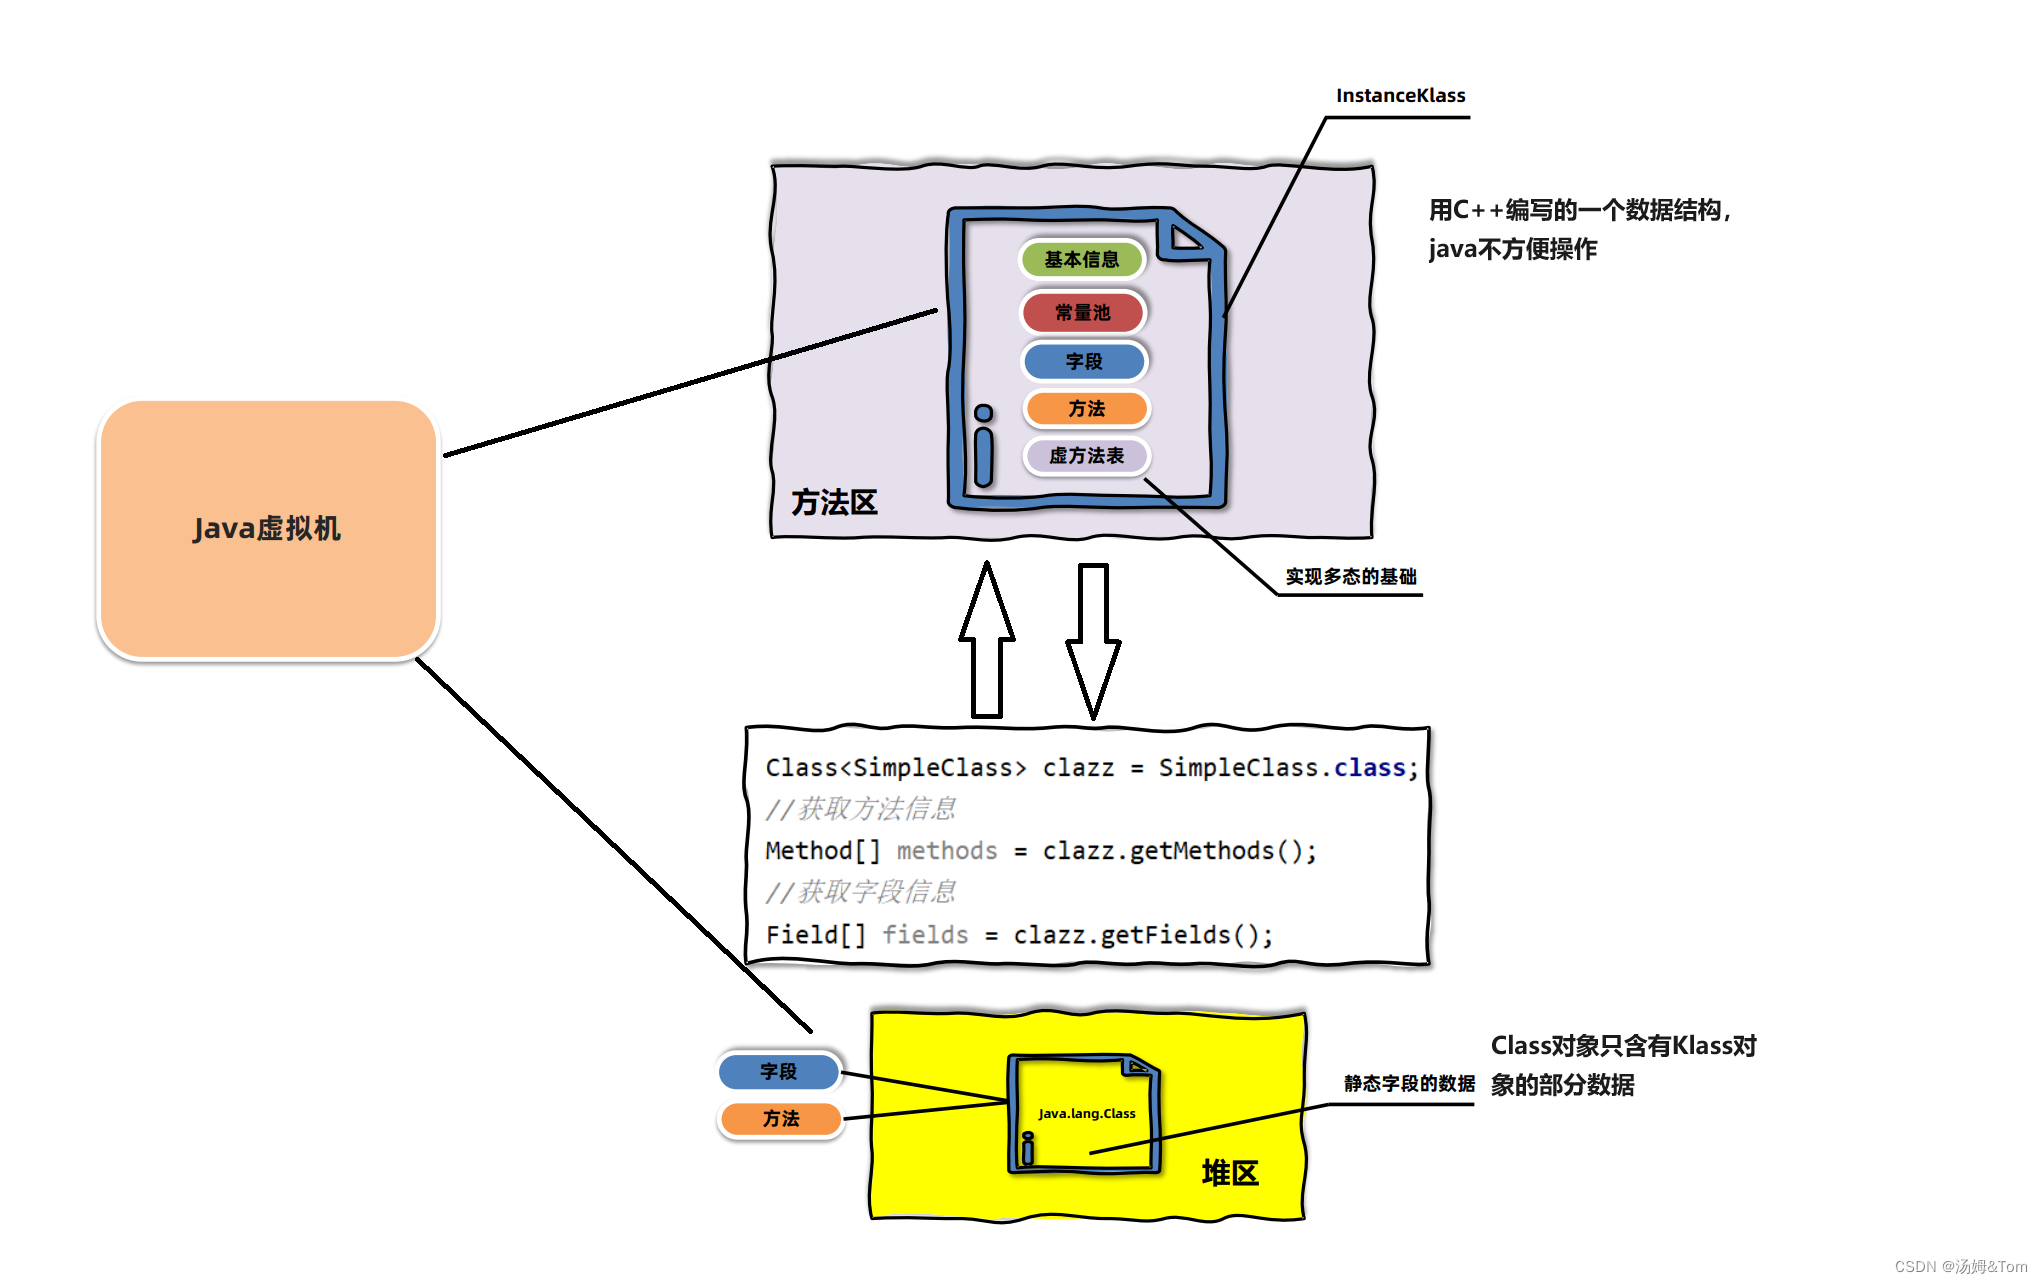 InstanceKlass
用C++编写的一个数据结构，
java不方便操作
基本信息
常量池
字段
方法
虚方法表
方法区
Java虚拟机
实现多态的基础
Class<SimpleClass> clazz = SimpleClass.class;
//获取方法信息
Method[] methods = clazz.getMethods();
//获取字段信息
Field[] fields = clazz.getFields();
字段
方法
Java.lang.Class
堆区
静态字段的数据
Class对象只含有Klass对
象的部分数据
CSDN @汤姆&Tom